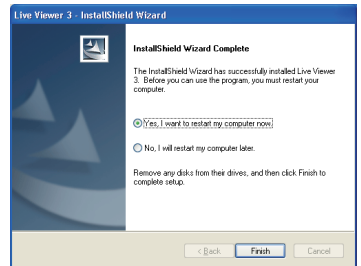 Live Viewer 3 - InstallShield Wizard
InstallShield Wizard Complete
The InstallShield Wizard has successfully installed Live Viewer
3. Before you can use the program, you must restart your
computer.
Yes, I want to restart my computer now.
No, I will restart my computer later.
Remove any disks from their drives, and then click Finish to
complete setup.
< Back Finish Cancel